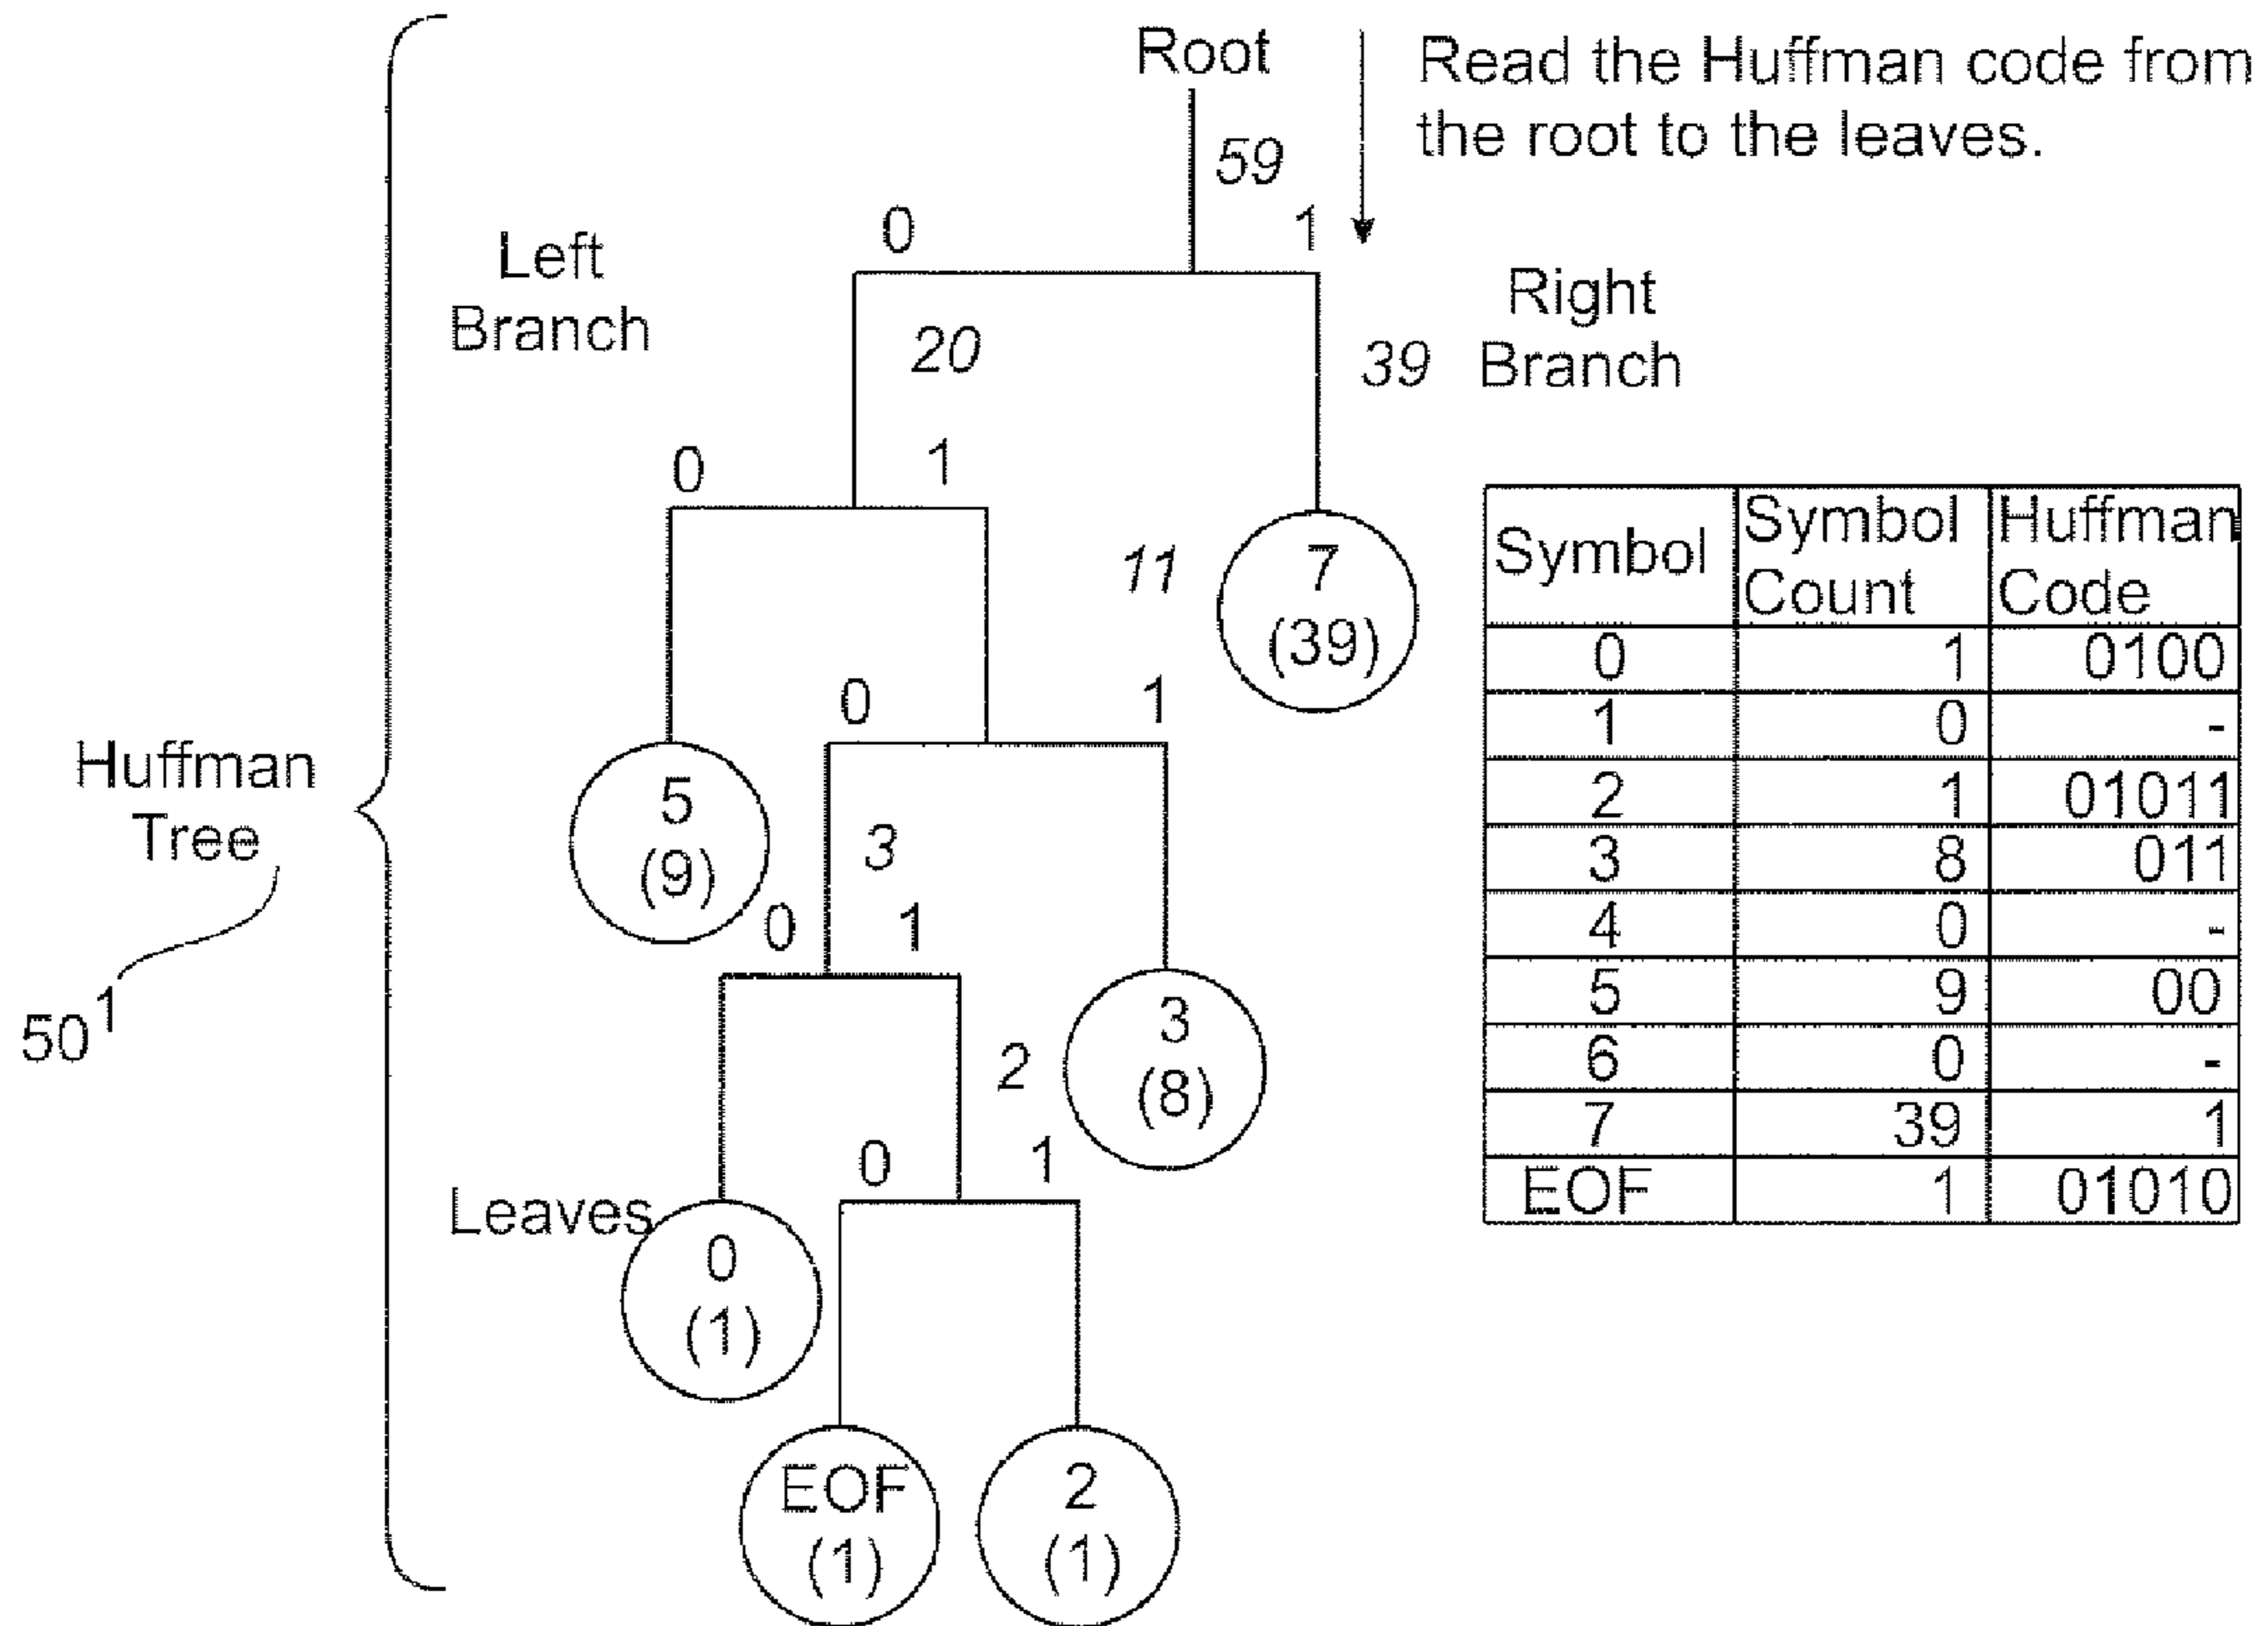 Root
Read the Huffman code from
the root to the leaves.
59
0
1
Left
Branch
Right
Branch
20
39
0
1
11
7
(39)
0
1
Huffman
Tree
50
1
5
(9)
3
0
1
3
(8)
2
0
1
Leaves
0
(1)
EOF
(1)
2
(1)
Symbol Symbol Count Huffman Code
0 1 0100
1 0 -
2 1 01011
3 8 011
4 0 -
5 9 00
6 0 -
7 39 1
EOF 1 01010